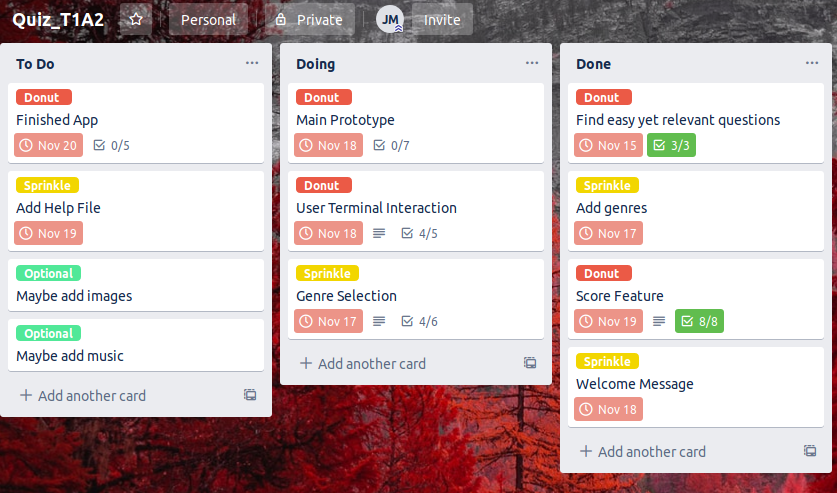 Quiz_T1A2 Personal Private JM Invite
To Do
Donut
Finished App
Nov 20 0/5
Sprinkle
Add Help File
Nov 19
Optional
Maybe add images
Optional
Maybe add music
+ Add another card
Doing
Donut
Main Prototype
Nov 18 0/7
Donut
User Terminal Interaction
Nov 18 4/5
Sprinkle
Genre Selection
Nov 17 4/6
+ Add another card
Done
Donut
Find easy yet relevant questions
Nov 15 3/3
Sprinkle
Add genres
Nov 17
Donut
Score Feature
Nov 19 8/8
Sprinkle
Welcome Message
Nov 18
+ Add another card